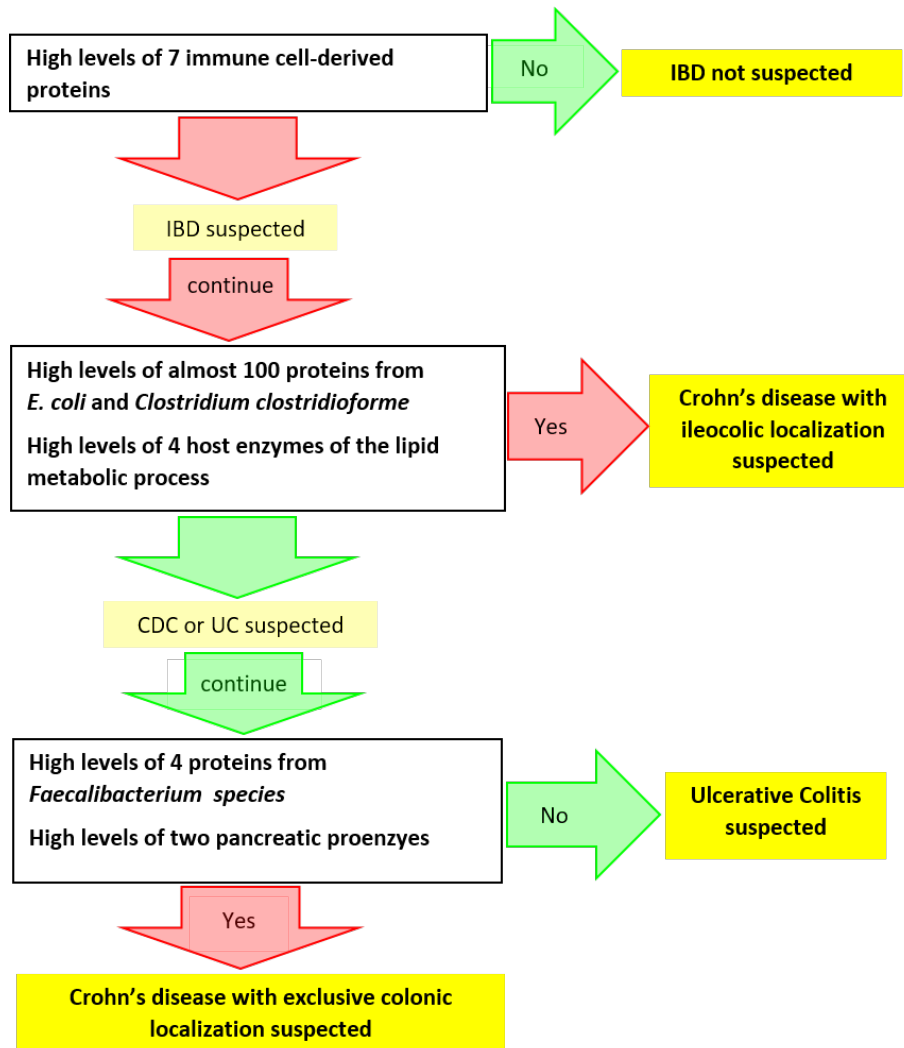 High levels of 7 immune cell-derived
proteins
No
IBD not suspected
IBD suspected
continue
High levels of almost 100 proteins from
E. coli and Clostridium clostridioforme
High levels of 4 host enzymes of the lipid
metabolic process
Yes
Crohn’s disease with
ileocolic localization
suspected
CDC or UC suspected
continue
High levels of 4 proteins from
Faecalibacterium species
High levels of two pancreatic proenzyes
No
Ulcerative Colitis
suspected
Yes
Crohn’s disease with exclusive colonic
localization suspected